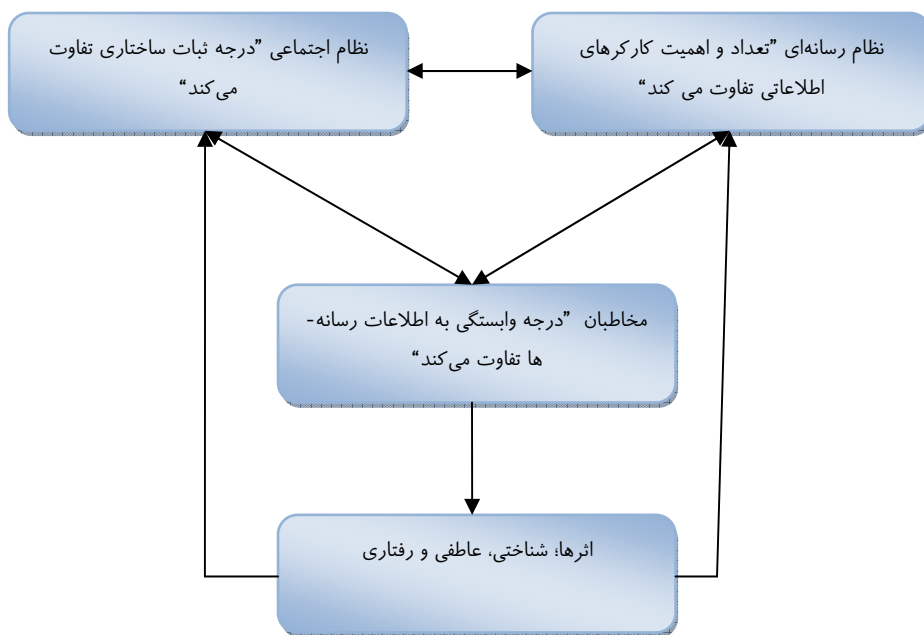 نظام رسانه‌ای ”تعداد و اهمیت کارکرهای
اطلاعاتی تفاوت می کند“
نظام اجتماعی ”درجه ثبات ساختاری تفاوت
می‌کند“
مخاطبان ”درجه وابستگی به اطلاعات رسانه-
ها تفاوت می‌کند“
اثرها؛ شناختی، عاطفی و رفتاری